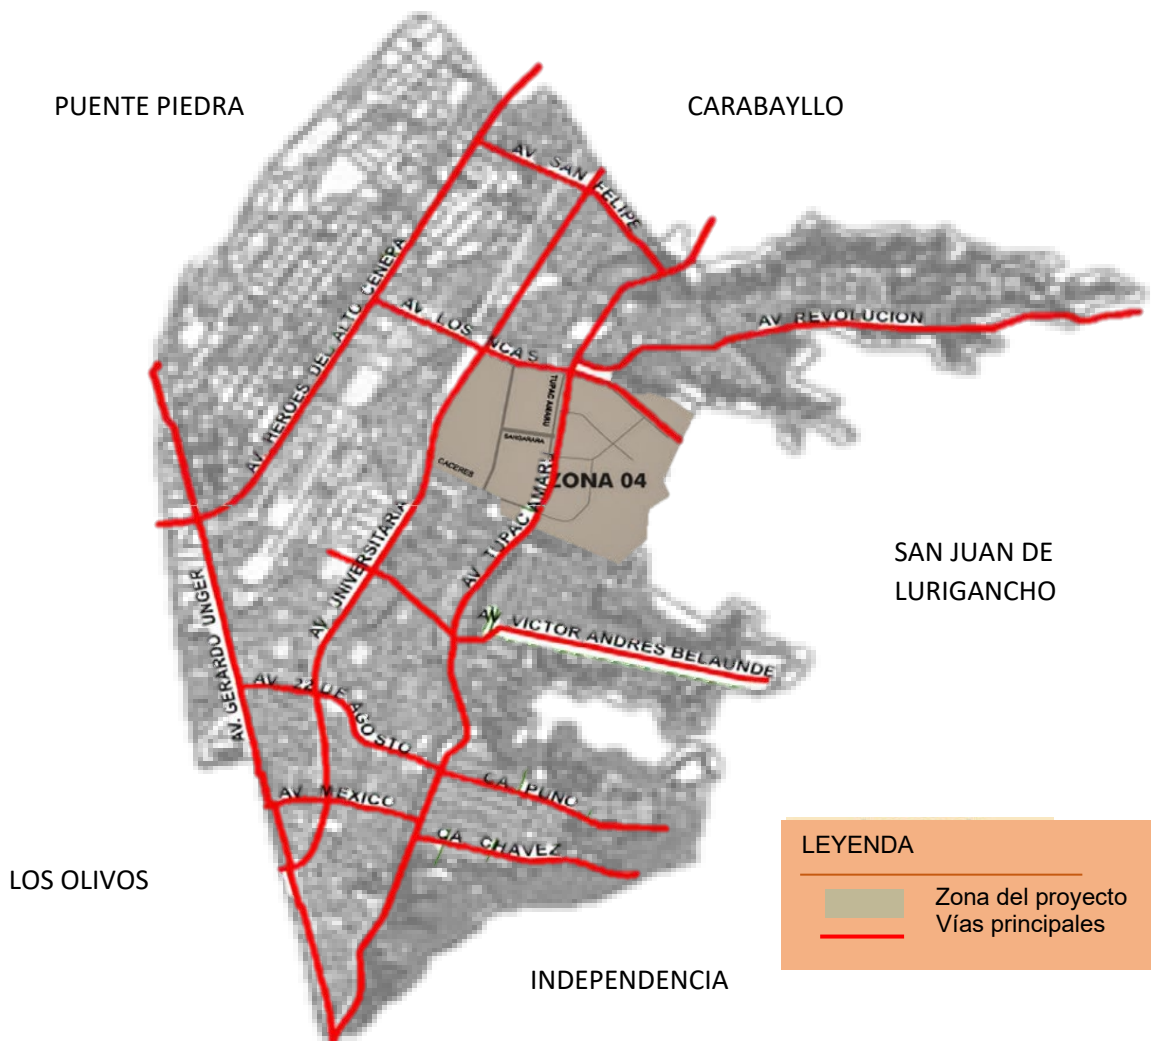 PUENTE PIEDRA
CARABAYLLO
AV SAN FELIPE
AV HEROES DEL ALTO CENEPA
AV LOS INCAS
AV REVOLUCION
TUPAC AMARU
SANGARARA
CACERES
ZONA 04
AV UNIVERSITARIA
AV TUPAC AMARU
SAN JUAN DE
LURIGANCHO
AV. GERARDO UNGER
AV VICTOR ANDRES BELAUNDE
AV 22 DE AGOSTO
AV MEXICO
CA PUNO
CA CHAVEZ
LOS OLIVOS
INDEPENDENCIA
LEYENDA
Zona del proyecto
Vías principales